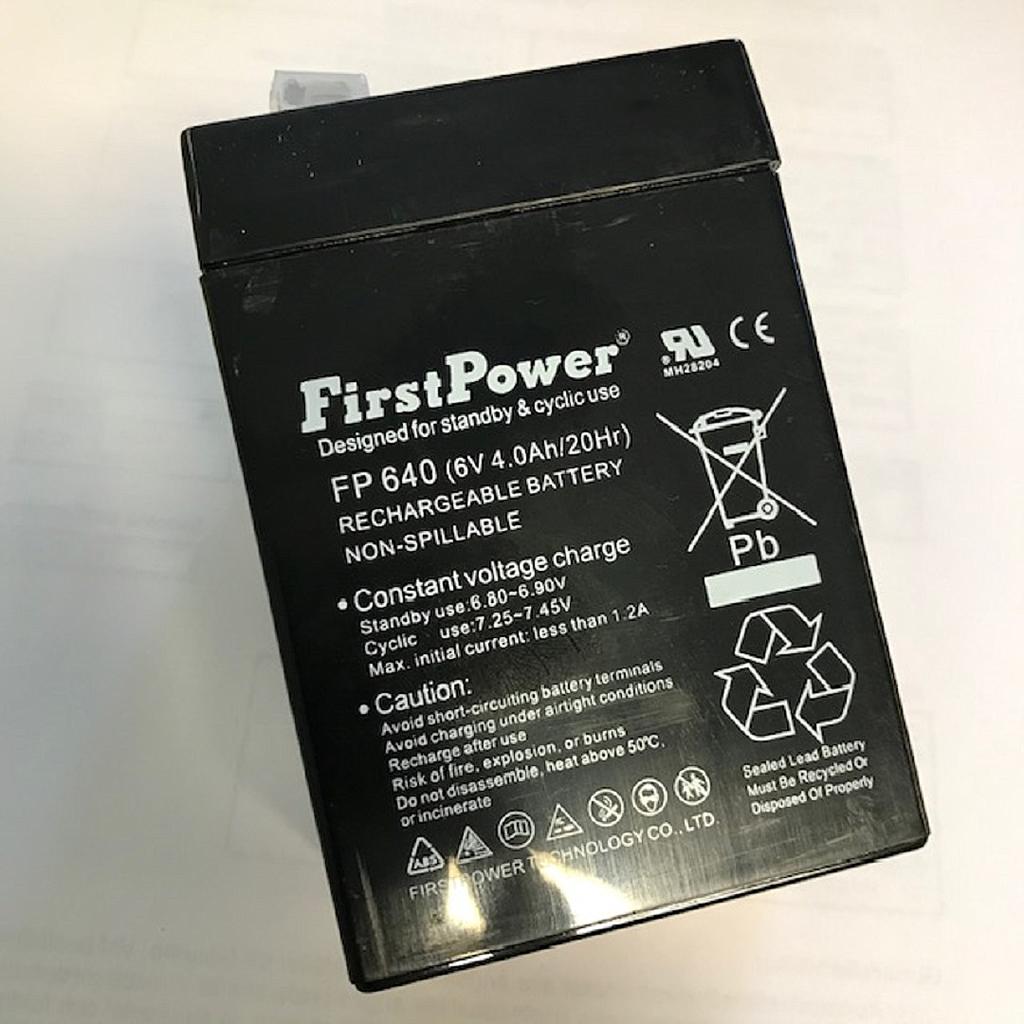 FirstPower®
Designed for standby & cyclic use
FP 640 (6V 4.0Ah/20Hr)
RECHARGEABLE BATTERY
NON-SPILLABLE
• Constant voltage charge
Standby use:6.80~6.90V
Cyclic use:7.25~7.45V
Max. initial current: less than 1.2A
• Caution:
Avoid short-circuiting battery terminals
Avoid charging under airtight conditions
Recharge after use
Risk of fire, explosion, or burns
Do not disassemble, heat above 50℃,
or incinerate
ABS
FIRSTPOWER TECHNOLOGY CO., LTD.
RU CE
MH28204
Pb
Sealed Lead Battery
Must Be Recycled Or
Disposed Of Properly